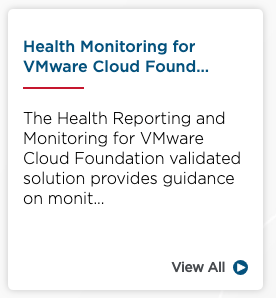 Health Monitoring for
VMware Cloud Found...
The Health Reporting and
Monitoring for VMware
Cloud Foundation validated
solution provides guidance
on monit...
View All